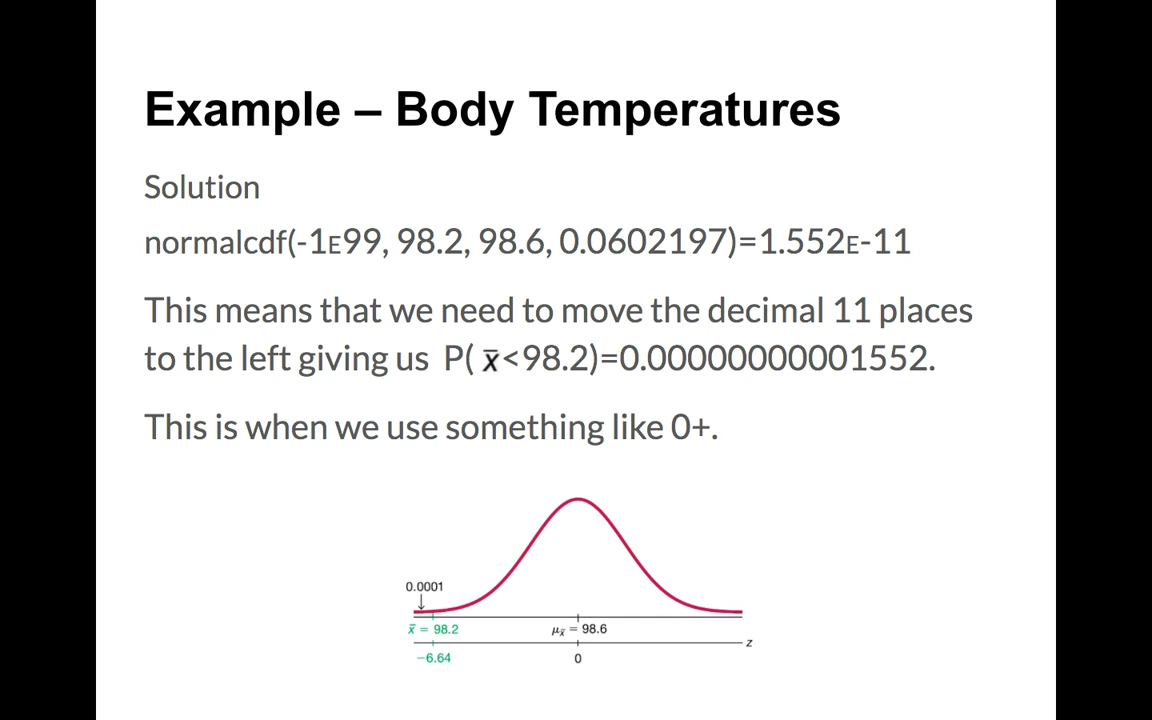 Example – Body Temperatures
Solution
normalcdf(-1E99, 98.2, 98.6, 0.0602197)=1.552E-11
This means that we need to move the decimal 11 places
to the left giving us P( x̄<98.2)=0.00000000001552.
This is when we use something like 0+.
0.0001
x̄ = 98.2
μx̄ = 98.6
z
−6.64
0